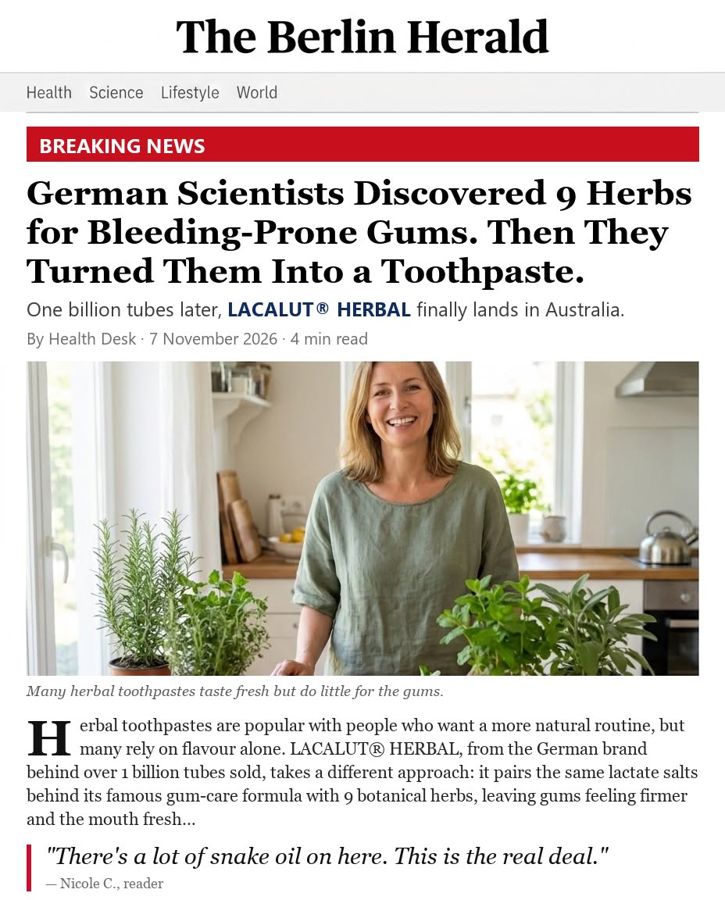 The Berlin Herald
Health Science Lifestyle World
BREAKING NEWS
German Scientists Discovered 9 Herbs
for Bleeding-Prone Gums. Then They
Turned Them Into a Toothpaste.
One billion tubes later, LACALUT® HERBAL finally lands in Australia.
By Health Desk · 7 November 2026 · 4 min read
Many herbal toothpastes taste fresh but do little for the gums.
Herbal toothpastes are popular with people who want a more natural routine, but
many rely on flavour alone. LACALUT® HERBAL, from the German brand
behind over 1 billion tubes sold, takes a different approach: it pairs the same lactate salts
behind its famous gum-care formula with 9 botanical herbs, leaving gums feeling firmer
and the mouth fresh...
"There's a lot of snake oil on here. This is the real deal."
— Nicole C., reader